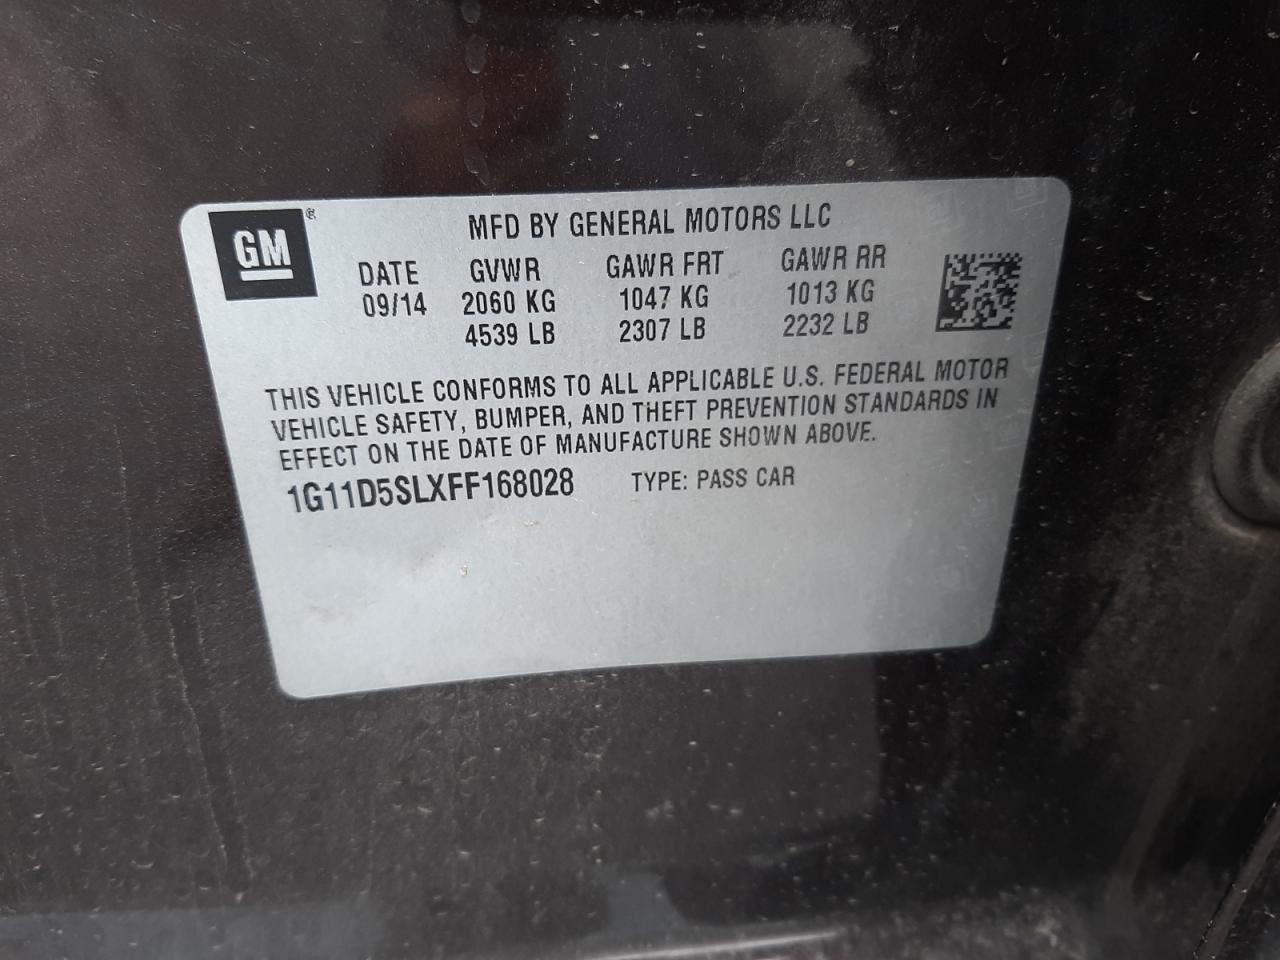 GM ®
MFD BY GENERAL MOTORS LLC
DATE GVWR GAWR FRT GAWR RR
09/14 2060 KG 1047 KG 1013 KG
4539 LB 2307 LB 2232 LB
THIS VEHICLE CONFORMS TO ALL APPLICABLE U.S. FEDERAL MOTOR
VEHICLE SAFETY, BUMPER, AND THEFT PREVENTION STANDARDS IN
EFFECT ON THE DATE OF MANUFACTURE SHOWN ABOVE.
1G11D5SLXFF168028 TYPE: PASS CAR